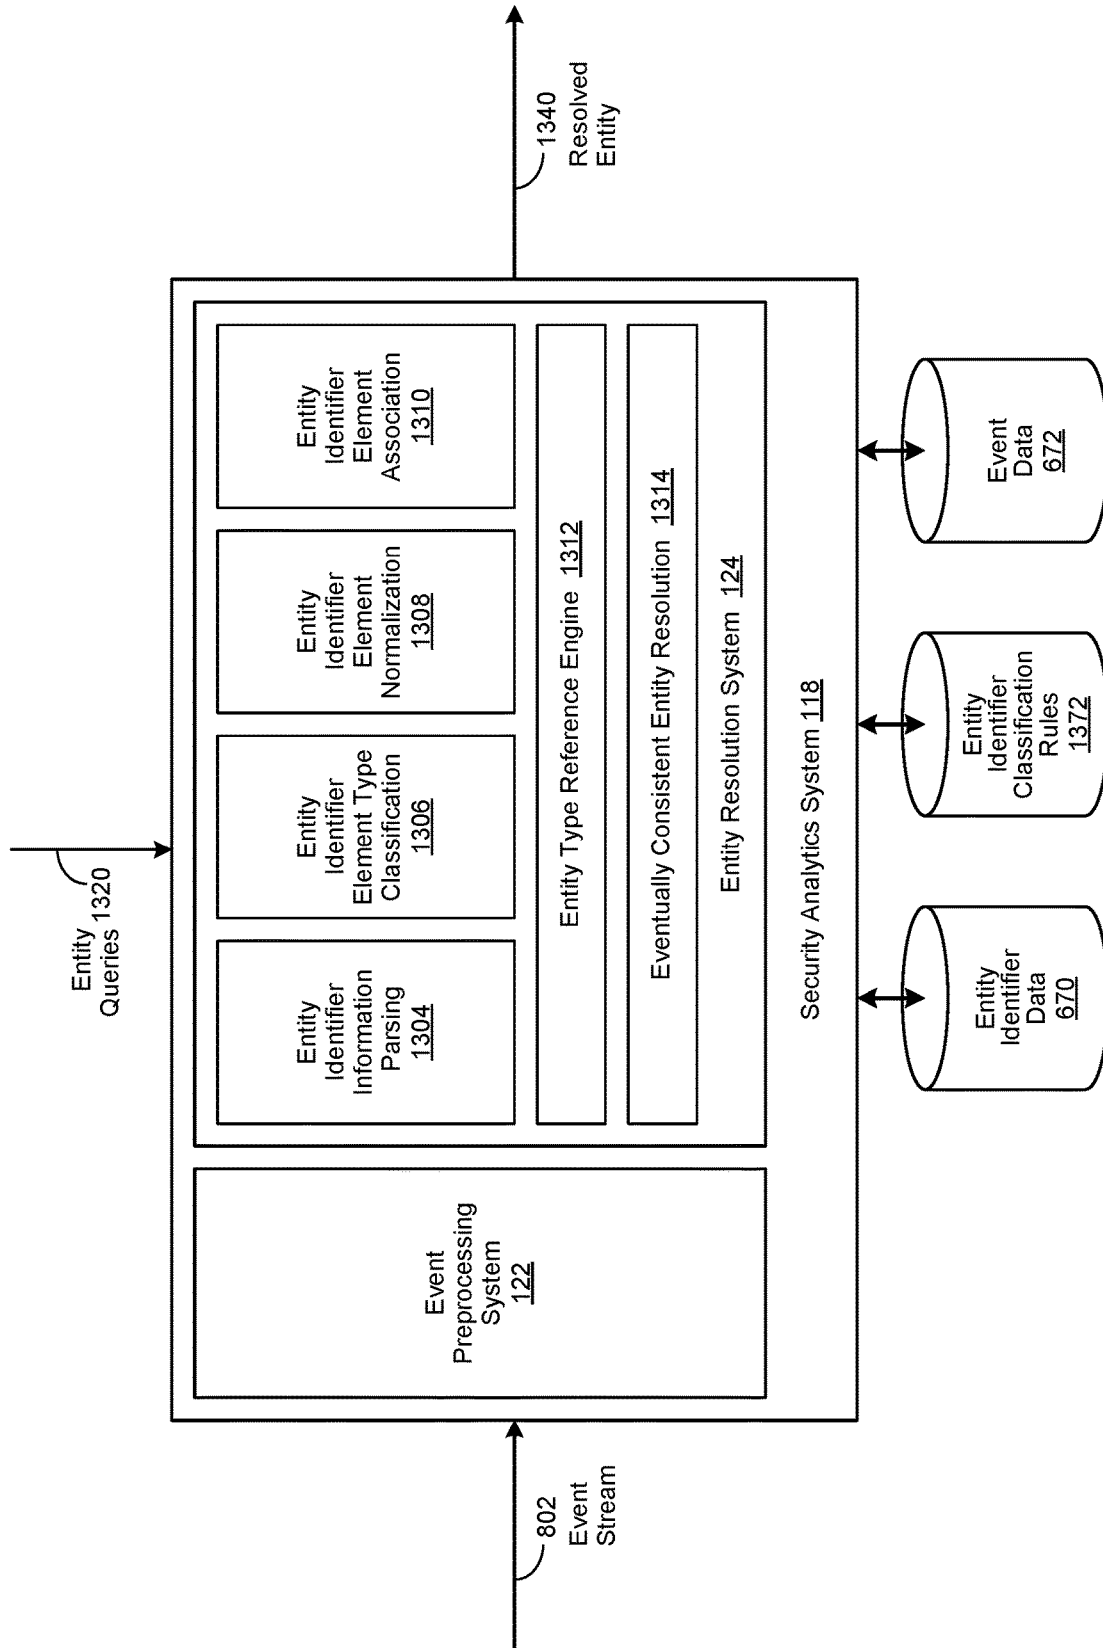 Entity
Queries 1320
802
Event
Stream
Event
Preprocessing
System
122
Entity
Identifier
Information
Parsing
1304
Entity
Identifier
Element Type
Classification
1306
Entity
Identifier
Element
Normalization
1308
Entity
Identifier
Element
Association
1310
Entity Type Reference Engine 1312
Eventually Consistent Entity Resolution 1314
Entity Resolution System 124
Security Analytics System 118
1340
Resolved
Entity
Entity
Identifier
Data
670
Entity
Identifier
Classification
Rules
1372
Event
Data
672